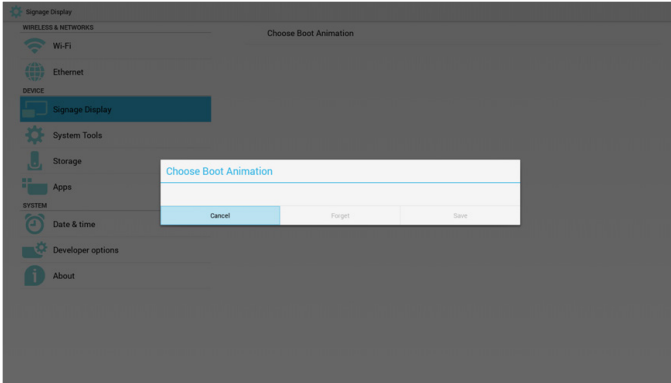 Signage Display
WIRELESS & NETWORKS
Choose Boot Animation
Wi-Fi
Ethernet
DEVICE
Signage Display
System Tools
Storage
Choose Boot Animation
Apps
SYSTEM
Cancel Forget Save
Date & time
Developer options
About